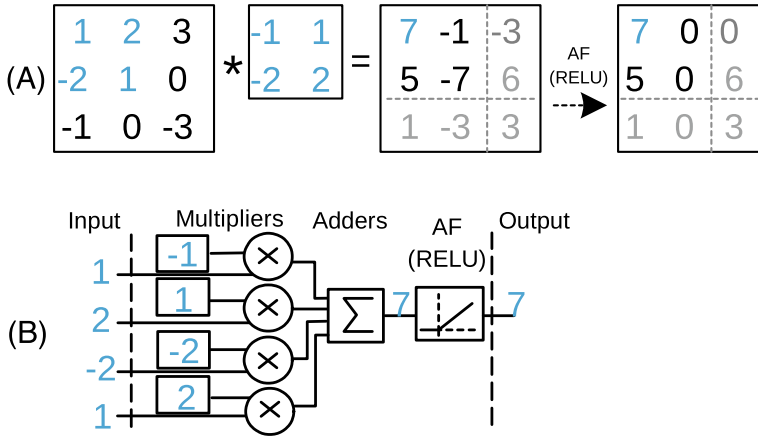 1 2 3 -1 1 7 -1 -3 7 0 0
AF
(A) -2 1 0 * -2 2 = 5 -7 6 (RELU) 5 0 6
-1 0 -3 1 -3 3 1 0 3
Input Multipliers Adders AF Output
(RELU)
-1 ×
1
1 × 7 7
2 Σ
(B)
-2 ×
-2
2 ×
1